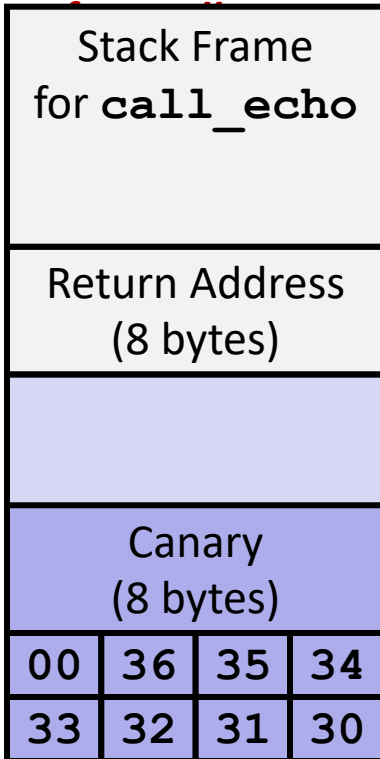 Stack Frame
for call_echo
Return Address
(8 bytes)
Canary
(8 bytes)
00 36 35 34
33 32 31 30